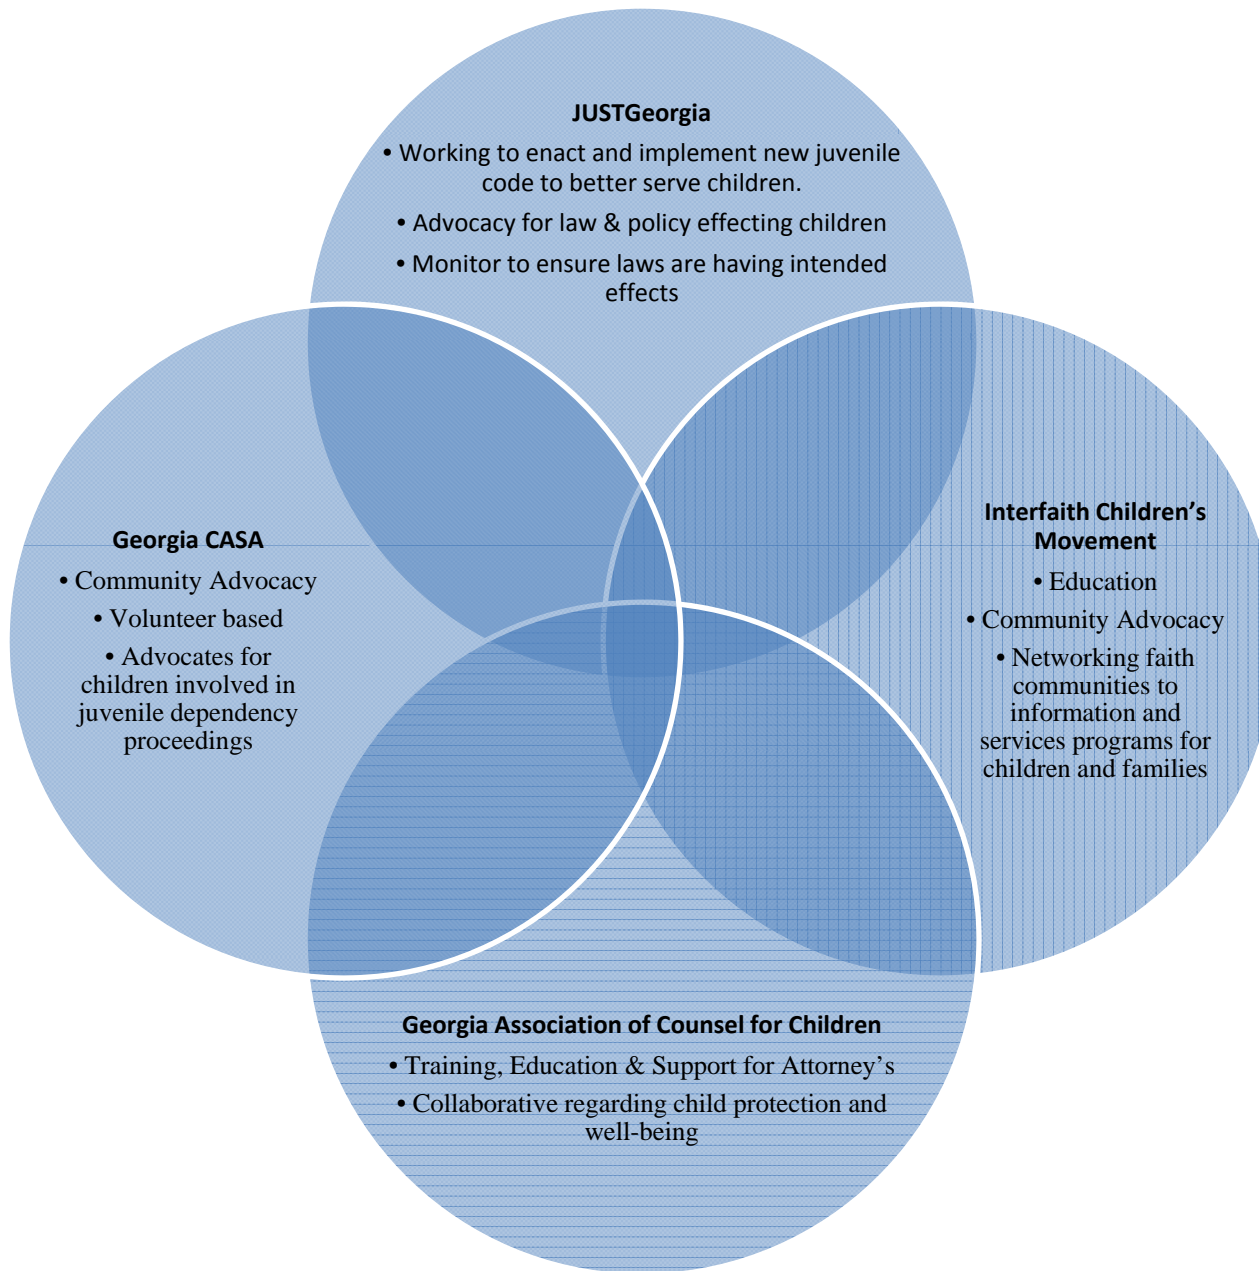 JUSTGeorgia
• Working to enact and implement new juvenile
code to better serve children.
• Advocacy for law & policy effecting children
• Monitor to ensure laws are having intended
effects
Georgia CASA
• Community Advocacy
• Volunteer based
• Advocates for
children involved in
juvenile dependency
proceedings
Interfaith Children’s
Movement
• Education
• Community Advocacy
• Networking faith
communities to
information and
services programs for
children and families
Georgia Association of Counsel for Children
• Training, Education & Support for Attorney’s
• Collaborative regarding child protection and
well-being